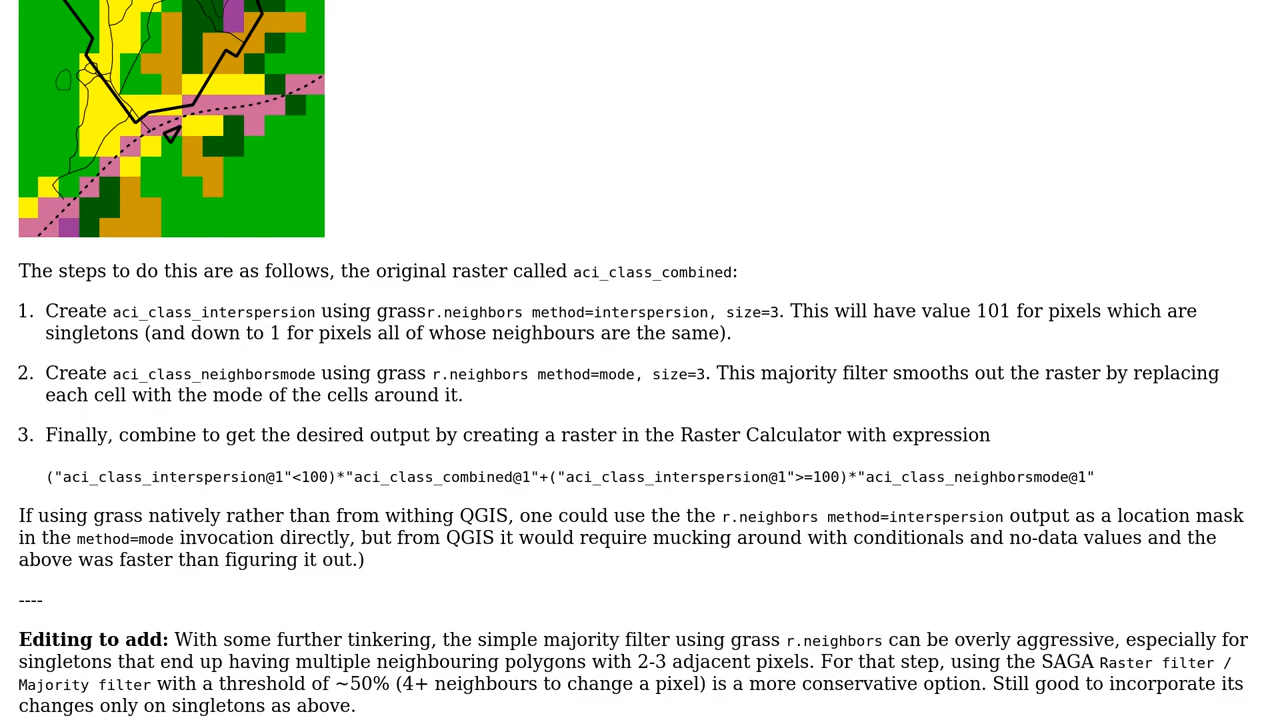 The steps to do this are as follows, the original raster called aci_class_combined:
1. Create aci_class_interspersion using grassr.neighbors method=interspersion, size=3. This will have value 101 for pixels which are
singletons (and down to 1 for pixels all of whose neighbours are the same).
2. Create aci_class_neighborsmode using grass r.neighbors method=mode, size=3. This majority filter smooths out the raster by replacing
each cell with the mode of the cells around it.
3. Finally, combine to get the desired output by creating a raster in the Raster Calculator with expression
("aci_class_interspersion@1"<100)*"aci_class_combined@1"+("aci_class_interspersion@1">=100)*"aci_class_neighborsmode@1"
If using grass natively rather than from withing QGIS, one could use the the r.neighbors method=interspersion output as a location mask
in the method=mode invocation directly, but from QGIS it would require mucking around with conditionals and no-data values and the
above was faster than figuring it out.)
----
Editing to add: With some further tinkering, the simple majority filter using grass r.neighbors can be overly aggressive, especially for
singletons that end up having multiple neighbouring polygons with 2-3 adjacent pixels. For that step, using the SAGA Raster filter /
Majority filter with a threshold of ~50% (4+ neighbours to change a pixel) is a more conservative option. Still good to incorporate its
changes only on singletons as above.